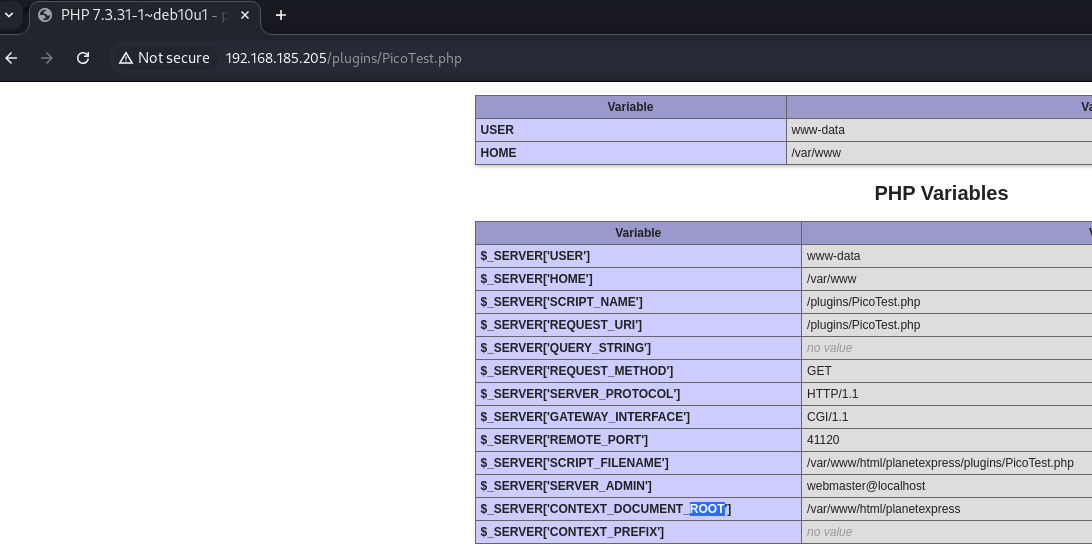 PHP 7.3.31-1~deb10u1 - p
Not secure 192.168.185.205/plugins/PicoTest.php
Variable Va
USER www-data
HOME /var/www
PHP Variables
Variable V
$_SERVER['USER'] www-data
$_SERVER['HOME'] /var/www
$_SERVER['SCRIPT_NAME'] /plugins/PicoTest.php
$_SERVER['REQUEST_URI'] /plugins/PicoTest.php
$_SERVER['QUERY_STRING'] no value
$_SERVER['REQUEST_METHOD'] GET
$_SERVER['SERVER_PROTOCOL'] HTTP/1.1
$_SERVER['GATEWAY_INTERFACE'] CGI/1.1
$_SERVER['REMOTE_PORT'] 41120
$_SERVER['SCRIPT_FILENAME'] /var/www/html/planetexpress/plugins/PicoTest.php
$_SERVER['SERVER_ADMIN'] webmaster@localhost
$_SERVER['CONTEXT_DOCUMENT_ROOT'] /var/www/html/planetexpress
$_SERVER['CONTEXT_PREFIX'] no value